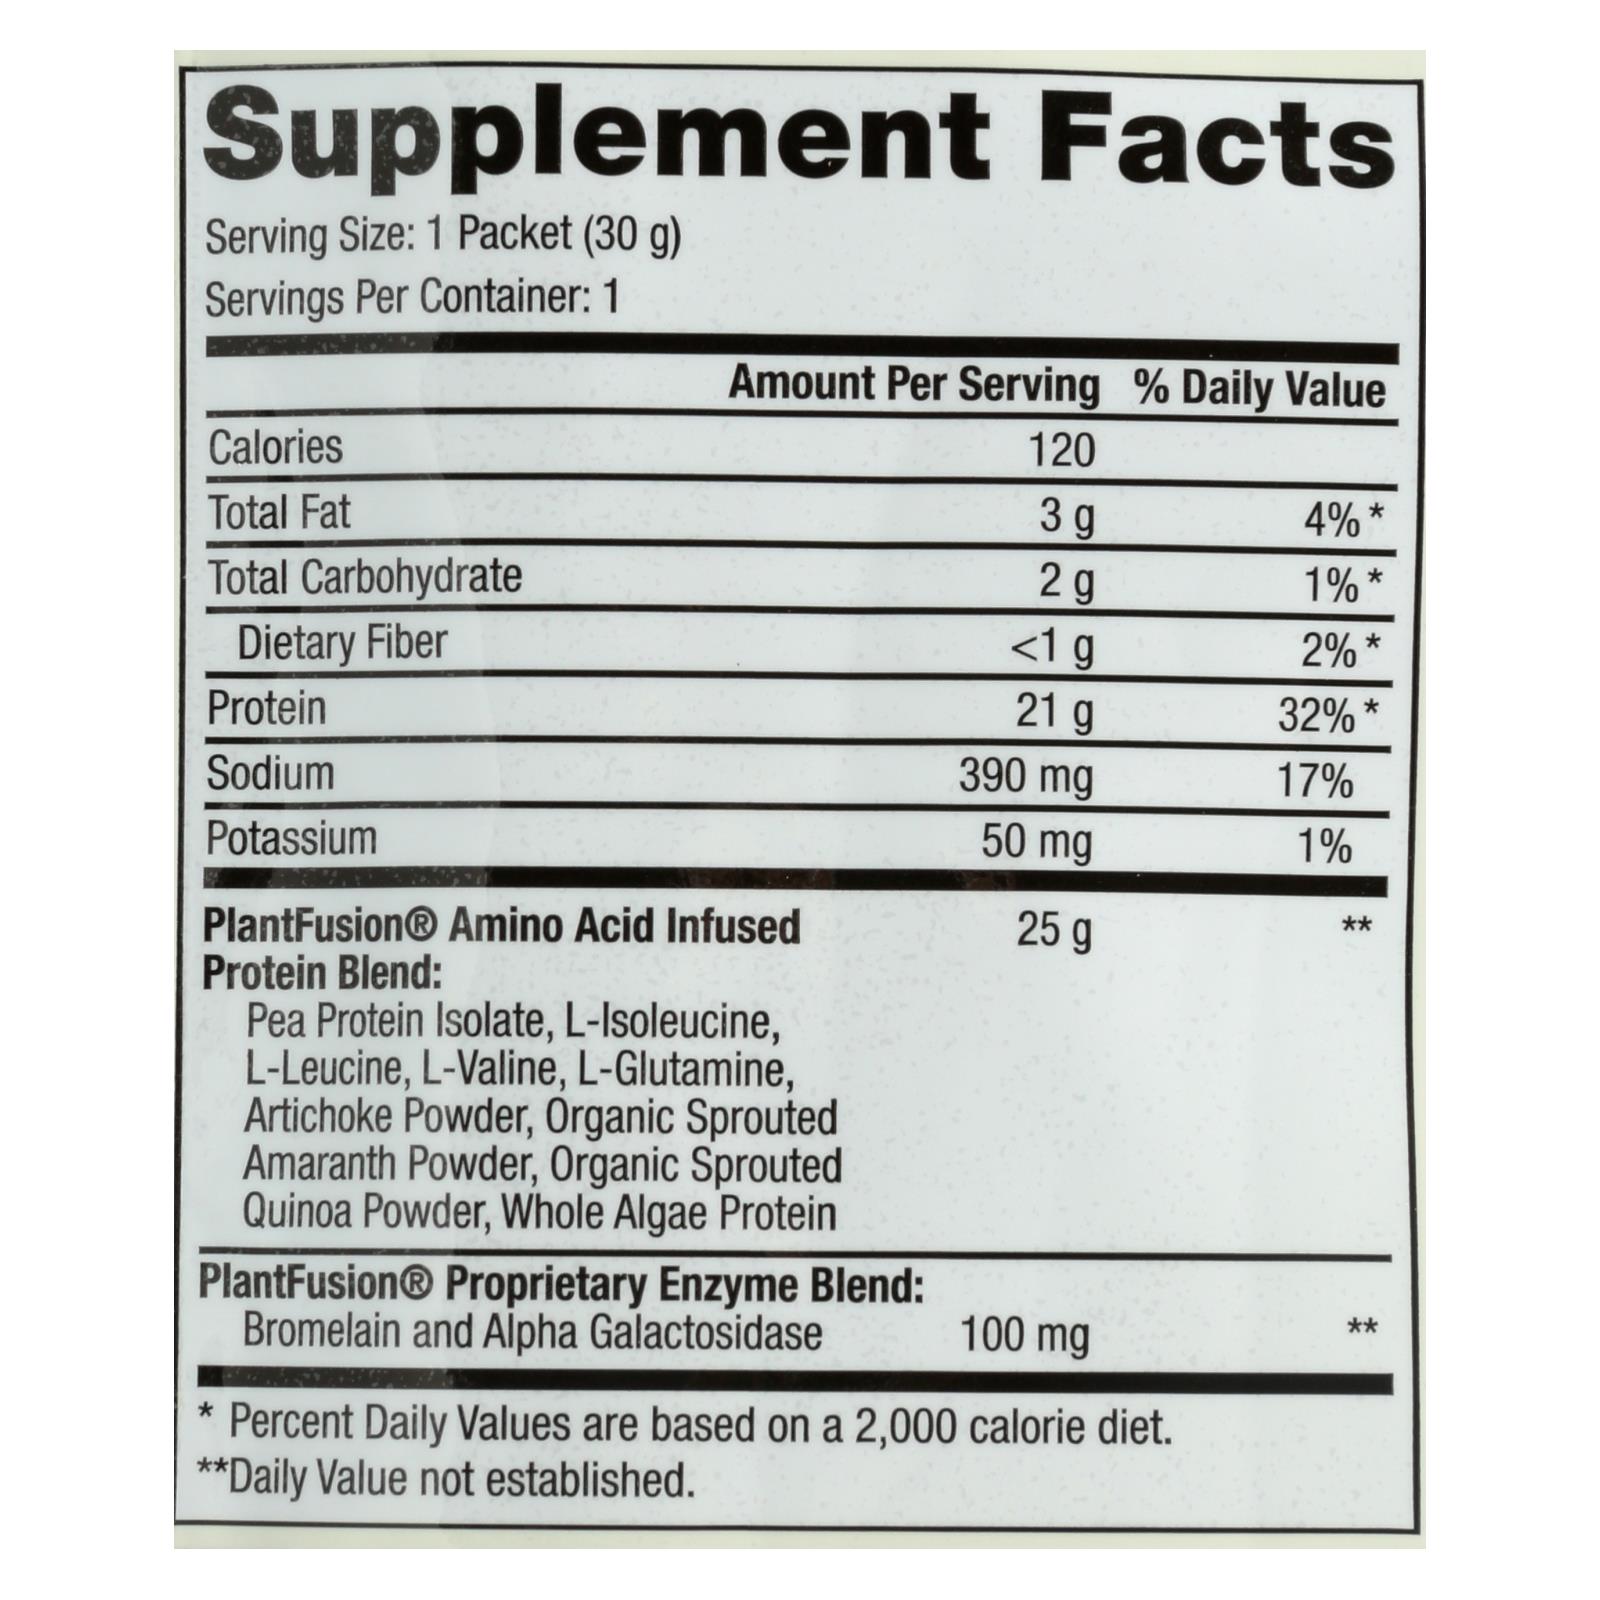 Supplement Facts
Serving Size: 1 Packet (30 g)
Servings Per Container: 1
Amount Per Serving % Daily Value
Calories 120
Total Fat 3 g 4% *
Total Carbohydrate 2 g 1% *
Dietary Fiber <1 g 2% *
Protein 21 g 32% *
Sodium 390 mg 17%
Potassium 50 mg 1%
PlantFusion® Amino Acid Infused 25 g **
Protein Blend:
Pea Protein Isolate, L-Isoleucine,
L-Leucine, L-Valine, L-Glutamine,
Artichoke Powder, Organic Sprouted
Amaranth Powder, Organic Sprouted
Quinoa Powder, Whole Algae Protein
PlantFusion® Proprietary Enzyme Blend:
Bromelain and Alpha Galactosidase 100 mg **
* Percent Daily Values are based on a 2,000 calorie diet.
**Daily Value not established.